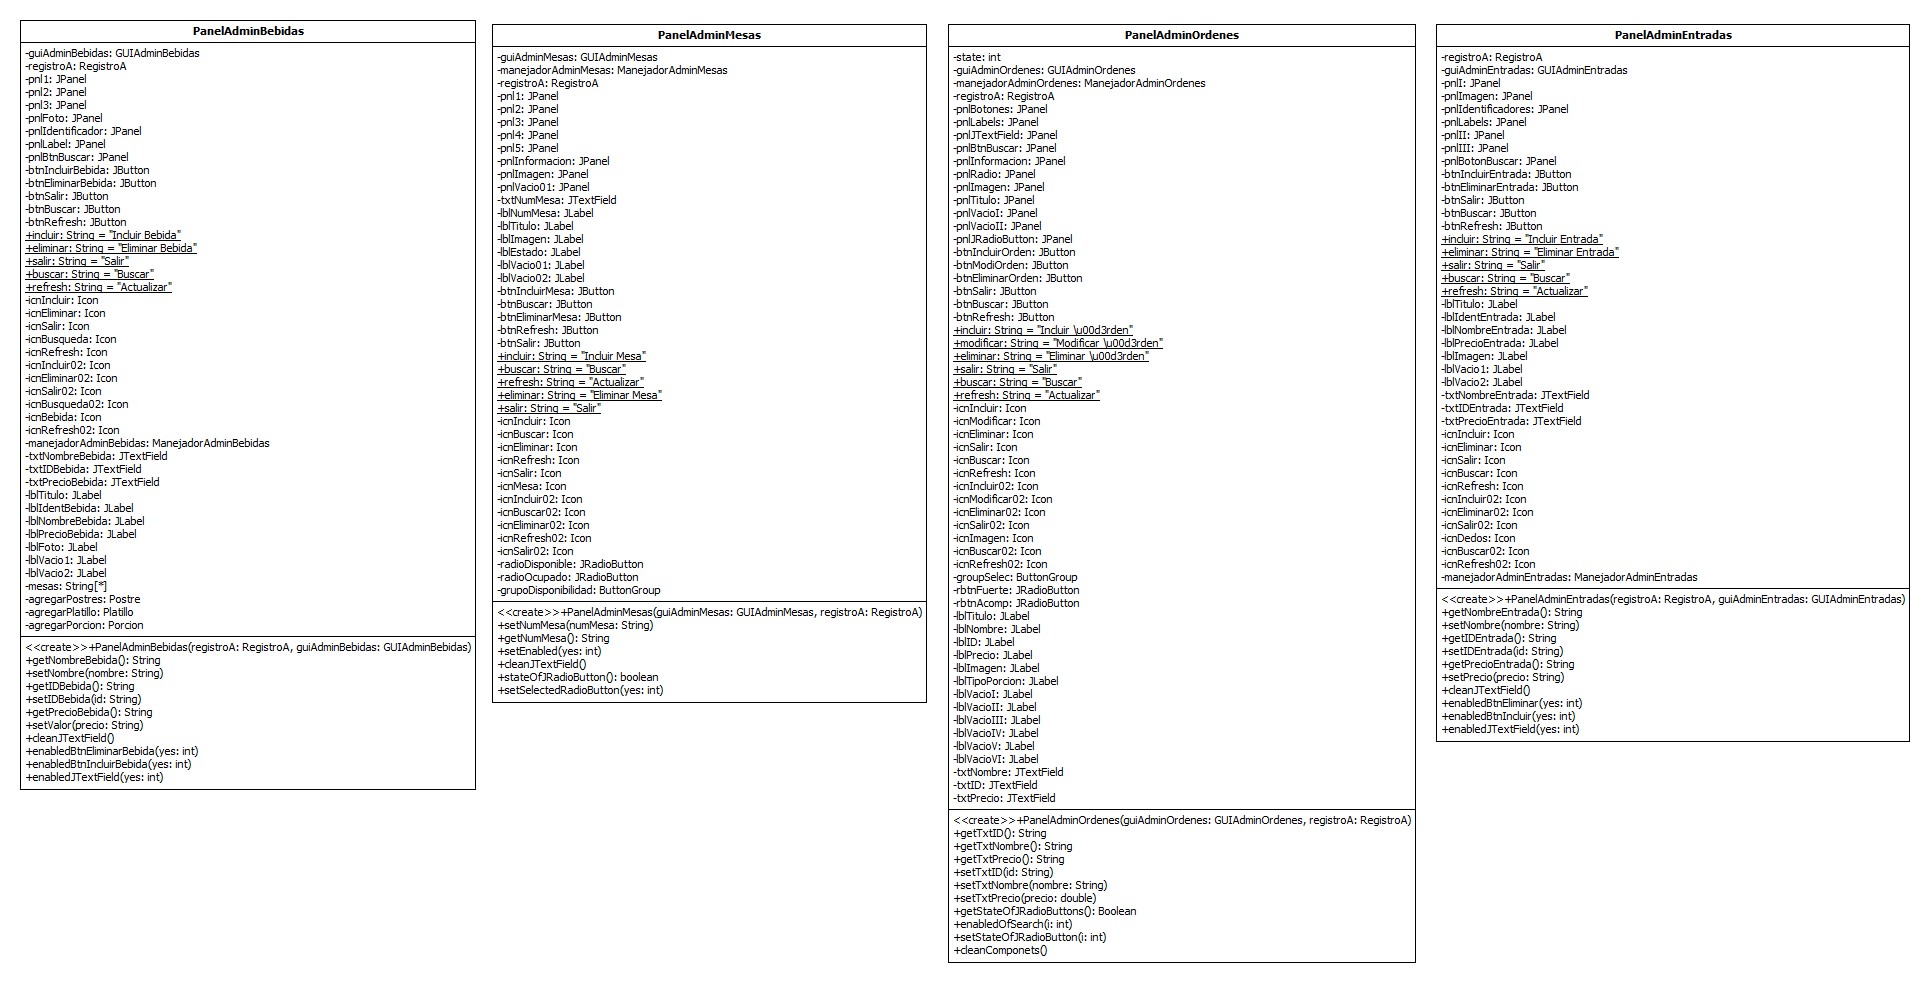 PanelAdminBebidas
-guiAdminBebidas: GUIAdminBebidas
-registroA: RegistroA
-pnl1: JPanel
-pnl2: JPanel
-pnl3: JPanel
-pnlFoto: JPanel
-pnlIdentificador: JPanel
-pnlLabel: JPanel
-pnlBtnBuscar: JPanel
-btnIncluirBebida: JButton
-btnEliminarBebida: JButton
-btnSalir: JButton
-btnBuscar: JButton
-btnRefresh: JButton
+incluir: String = "Incluir Bebida"
+eliminar: String = "Eliminar Bebida"
+salir: String = "Salir"
+buscar: String = "Buscar"
+refresh: String = "Actualizar"
-icnIncluir: Icon
-icnEliminar: Icon
-icnSalir: Icon
-icnBusqueda: Icon
-icnRefresh: Icon
-icnIncluir02: Icon
-icnEliminar02: Icon
-icnSalir02: Icon
-icnBusqueda02: Icon
-icnBebida: Icon
-icnRefresh02: Icon
-manejadorAdminBebidas: ManejadorAdminBebidas
-txtNombreBebida: JTextField
-txtIDBebida: JTextField
-txtPrecioBebida: JTextField
-lblTitulo: JLabel
-lblIdentBebida: JLabel
-lblNombreBebida: JLabel
-lblPrecioBebida: JLabel
-lblFoto: JLabel
-lblVacio1: JLabel
-lblVacio2: JLabel
-mesas: String[*]
-agregarPostres: Postre
-agregarPlatillo: Platillo
-agregarPorcion: Porcion
<<create>>+PanelAdminBebidas(registroA: RegistroA, guiAdminBebidas: GUIAdminBebidas)
+getNombreBebida(): String
+setNombre(nombre: String)
+getIDBebida(): String
+setIDBebida(id: String)
+getPrecioBebida(): String
+setValor(precio: String)
+cleanJTextField()
+enabledBtnEliminarBebida(yes: int)
+enabledBtnIncluirBebida(yes: int)
+enabledJTextField(yes: int)
PanelAdminMesas
-guiAdminMesas: GUIAdminMesas
-manejadorAdminMesas: ManejadorAdminMesas
-registroA: RegistroA
-pnl1: JPanel
-pnl2: JPanel
-pnl3: JPanel
-pnl4: JPanel
-pnl5: JPanel
-pnlInformacion: JPanel
-pnlImagen: JPanel
-pnlVacio01: JPanel
-txtNumMesa: JTextField
-lblNumMesa: JLabel
-lblTitulo: JLabel
-lblImagen: JLabel
-lblEstado: JLabel
-lblVacio01: JLabel
-lblVacio02: JLabel
-btnIncluirMesa: JButton
-btnBuscar: JButton
-btnEliminarMesa: JButton
-btnRefresh: JButton
-btnSalir: JButton
+incluir: String = "Incluir Mesa"
+buscar: String = "Buscar"
+refresh: String = "Actualizar"
+eliminar: String = "Eliminar Mesa"
+salir: String = "Salir"
-icnIncluir: Icon
-icnBuscar: Icon
-icnEliminar: Icon
-icnRefresh: Icon
-icnSalir: Icon
-icnMesa: Icon
-icnIncluir02: Icon
-icnBuscar02: Icon
-icnEliminar02: Icon
-icnRefresh02: Icon
-icnSalir02: Icon
-radioDisponible: JRadioButton
-radioOcupado: JRadioButton
-grupoDisponibilidad: ButtonGroup
<<create>>+PanelAdminMesas(guiAdminMesas: GUIAdminMesas, registroA: RegistroA)
+setNumMesa(numMesa: String)
+getNumMesa(): String
+setEnabled(yes: int)
+cleanJTextField()
+stateOfJRadioButton(): boolean
+setSelectedRadioButton(yes: int)
PanelAdminOrdenes
-state: int
-guiAdminOrdenes: GUIAdminOrdenes
-manejadorAdminOrdenes: ManejadorAdminOrdenes
-registroA: RegistroA
-pnlBotones: JPanel
-pnlLabels: JPanel
-pnlJTextField: JPanel
-pnlBtnBuscar: JPanel
-pnlInformacion: JPanel
-pnlRadio: JPanel
-pnlImagen: JPanel
-pnlTitulo: JPanel
-pnlVacioI: JPanel
-pnlVacioII: JPanel
-pnlJRadioButton: JPanel
-btnIncluirOrden: JButton
-btnModiOrden: JButton
-btnEliminarOrden: JButton
-btnSalir: JButton
-btnBuscar: JButton
-btnRefresh: JButton
+incluir: String = "Incluir \u00d3rden"
+modificar: String = "Modificar \u00d3rden"
+eliminar: String = "Eliminar \u00d3rden"
+salir: String = "Salir"
+buscar: String = "Buscar"
+refresh: String = "Actualizar"
-icnIncluir: Icon
-icnModificar: Icon
-icnEliminar: Icon
-icnSalir: Icon
-icnBuscar: Icon
-icnRefresh: Icon
-icnIncluir02: Icon
-icnModificar02: Icon
-icnEliminar02: Icon
-icnSalir02: Icon
-icnImagen: Icon
-icnBuscar02: Icon
-icnRefresh02: Icon
-groupSelec: ButtonGroup
-rbtnFuerte: JRadioButton
-rbtnAcomp: JRadioButton
-lblTitulo: JLabel
-lblNombre: JLabel
-lblID: JLabel
-lblPrecio: JLabel
-lblImagen: JLabel
-lblTipoPorcion: JLabel
-lblVacioI: JLabel
-lblVacioII: JLabel
-lblVacioIII: JLabel
-lblVacioIV: JLabel
-lblVacioV: JLabel
-lblVacioVI: JLabel
-txtNombre: JTextField
-txtID: JTextField
-txtPrecio: JTextField
<<create>>+PanelAdminOrdenes(guiAdminOrdenes: GUIAdminOrdenes, registroA: RegistroA)
+getTxtID(): String
+getTxtNombre(): String
+getTxtPrecio(): String
+setTxtID(id: String)
+setTxtNombre(nombre: String)
+setTxtPrecio(precio: double)
+getStateOfJRadioButtons(): Boolean
+enabledOfSearch(i: int)
+setStateOfJRadioButton(i: int)
+cleanComponets()
PanelAdminEntradas
-registroA: RegistroA
-guiAdminEntradas: GUIAdminEntradas
-pnlI: JPanel
-pnlImagen: JPanel
-pnlIdentificadores: JPanel
-pnlLabels: JPanel
-pnlII: JPanel
-pnlIII: JPanel
-pnlBotonBuscar: JPanel
-btnIncluirEntrada: JButton
-btnEliminarEntrada: JButton
-btnSalir: JButton
-btnBuscar: JButton
-btnRefresh: JButton
+incluir: String = "Incluir Entrada"
+eliminar: String = "Eliminar Entrada"
+salir: String = "Salir"
+buscar: String = "Buscar"
+refresh: String = "Actualizar"
-lblTitulo: JLabel
-lblIdentEntrada: JLabel
-lblNombreEntrada: JLabel
-lblPrecioEntrada: JLabel
-lblImagen: JLabel
-lblVacio1: JLabel
-lblVacio2: JLabel
-txtNombreEntrada: JTextField
-txtIDEntrada: JTextField
-txtPrecioEntrada: JTextField
-icnIncluir: Icon
-icnEliminar: Icon
-icnSalir: Icon
-icnBuscar: Icon
-icnRefresh: Icon
-icnIncluir02: Icon
-icnEliminar02: Icon
-icnSalir02: Icon
-icnDedos: Icon
-icnBuscar02: Icon
-icnRefresh02: Icon
-manejadorAdminEntradas: ManejadorAdminEntradas
<<create>>+PanelAdminEntradas(registroA: RegistroA, guiAdminEntradas: GUIAdminEntradas)
+getNombreEntrada(): String
+setNombre(nombre: String)
+getIDEntrada(): String
+setIDEntrada(id: String)
+getPrecioEntrada(): String
+setPrecio(precio: String)
+cleanJTextField()
+enabledBtnEliminar(yes: int)
+enabledBtnIncluir(yes: int)
+enabledJTextField(yes: int)